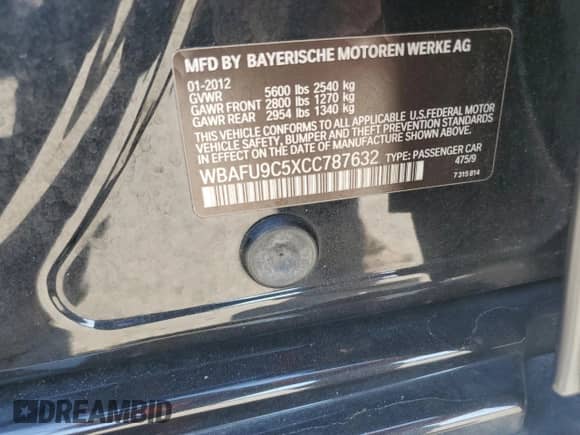 MFD BY BAYERISCHE MOTOREN WERKE AG
01-2012
GVWR 5600 lbs 2540 kg
GAWR FRONT 2800 lbs 1270 kg
GAWR REAR 2954 lbs 1340 kg
THIS VEHICLE CONFORMS TO ALL APPLICABLE U.S.FEDERAL MOTOR
VEHICLE SAFETY, BUMPER, AND THEFT PREVENTION STANDARDS
IN EFFECT ON THE DATE OF MANUFACTURE SHOWN ABOVE.
WBAFU9C5XCC787632 TYPE: PASSENGER CAR
475/9
7 315 814
DREAMBID